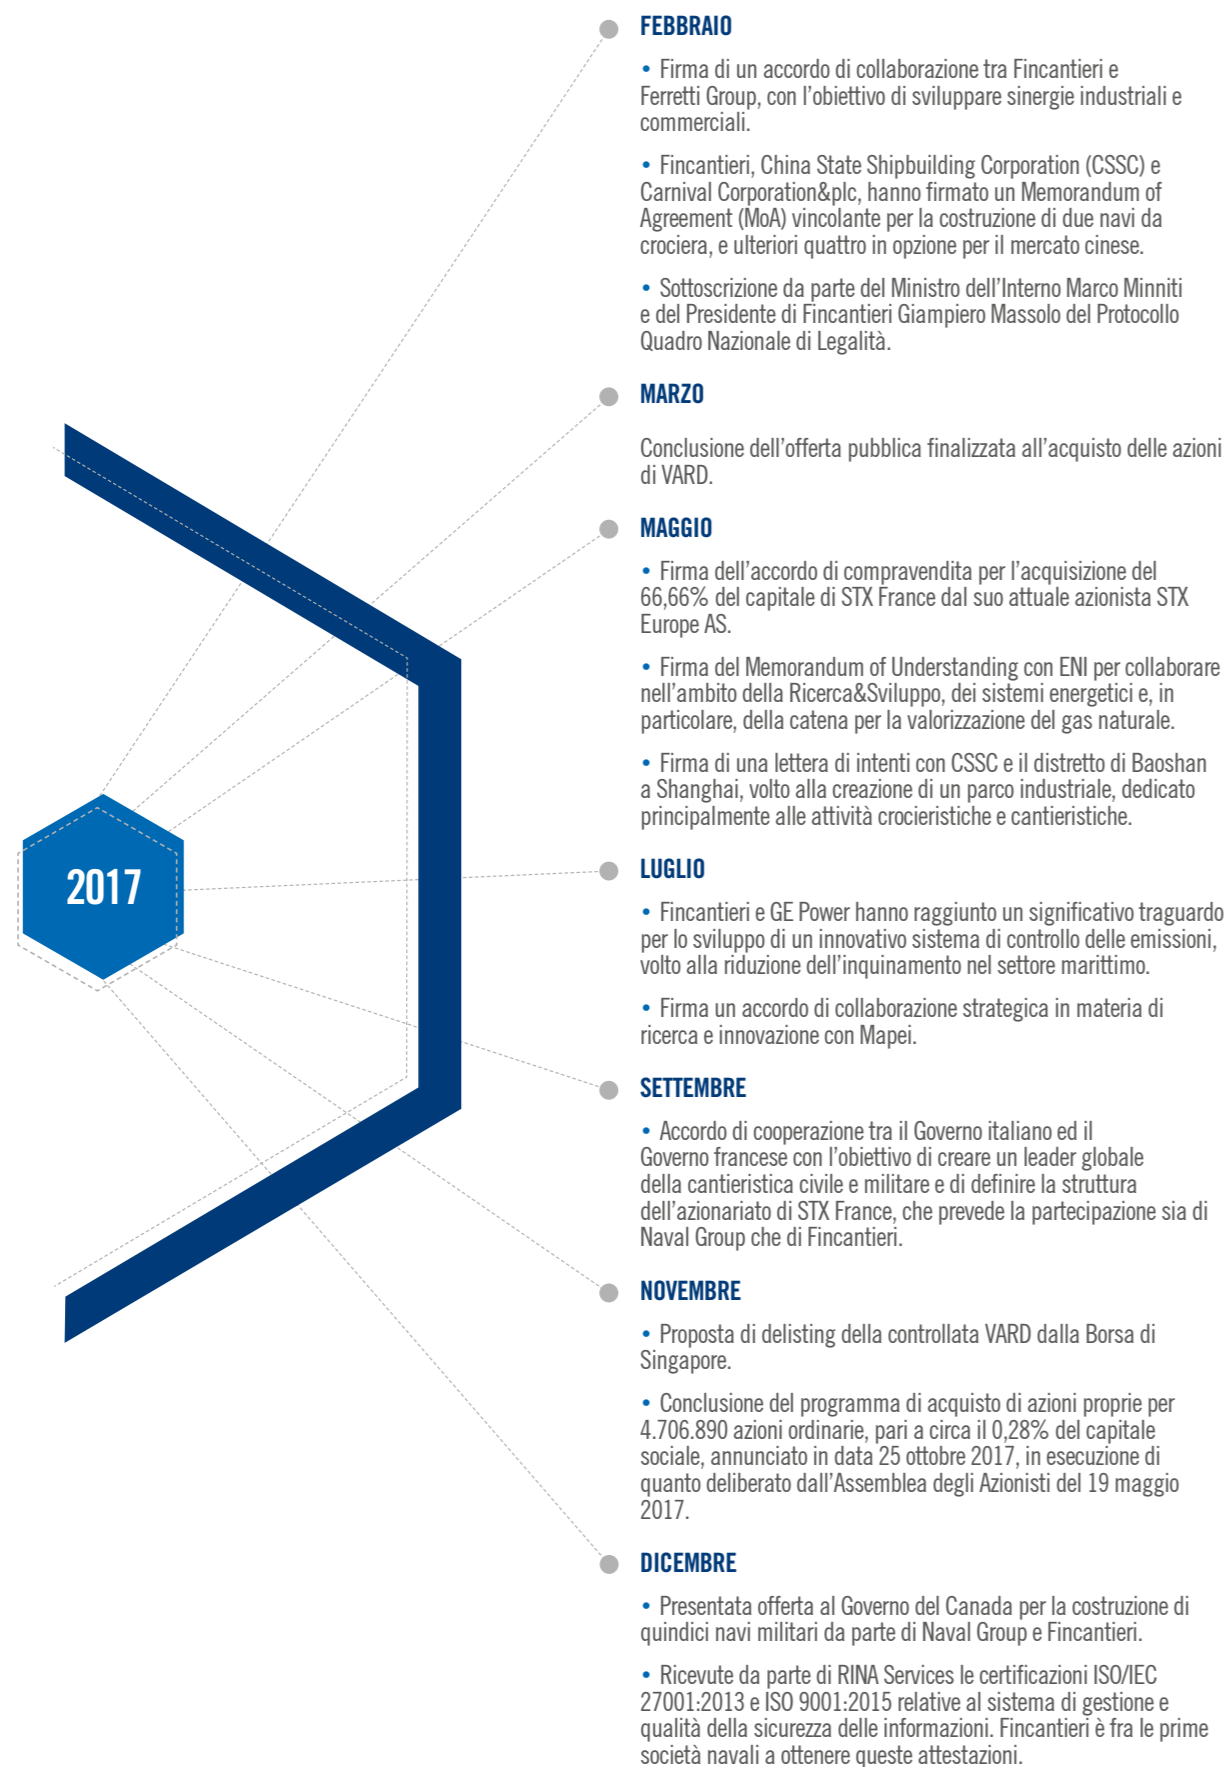 FEBBRAIO
• Firma di un accordo di collaborazione tra Fincantieri e
Ferretti Group, con l’obiettivo di sviluppare sinergie industriali e
commerciali.
• Fincantieri, China State Shipbuilding Corporation (CSSC) e
Carnival Corporation&plc, hanno firmato un Memorandum of
Agreement (MoA) vincolante per la costruzione di due navi da
crociera, e ulteriori quattro in opzione per il mercato cinese.
• Sottoscrizione da parte del Ministro dell’Interno Marco Minniti
e del Presidente di Fincantieri Giampiero Massolo del Protocollo
Quadro Nazionale di Legalità.
MARZO
Conclusione dell’offerta pubblica finalizzata all’acquisto delle azioni
di VARD.
MAGGIO
• Firma dell’accordo di compravendita per l’acquisizione del
66,66% del capitale di STX France dal suo attuale azionista STX
Europe AS.
• Firma del Memorandum of Understanding con ENI per collaborare
nell’ambito della Ricerca&Sviluppo, dei sistemi energetici e, in
particolare, della catena per la valorizzazione del gas naturale.
• Firma di una lettera di intenti con CSSC e il distretto di Baoshan
a Shanghai, volto alla creazione di un parco industriale, dedicato
principalmente alle attività crocieristiche e cantieristiche.
2017
LUGLIO
• Fincantieri e GE Power hanno raggiunto un significativo traguardo
per lo sviluppo di un innovativo sistema di controllo delle emissioni,
volto alla riduzione dell’inquinamento nel settore marittimo.
• Firma un accordo di collaborazione strategica in materia di
ricerca e innovazione con Mapei.
SETTEMBRE
• Accordo di cooperazione tra il Governo italiano ed il
Governo francese con l’obiettivo di creare un leader globale
della cantieristica civile e militare e di definire la struttura
dell’azionariato di STX France, che prevede la partecipazione sia di
Naval Group che di Fincantieri.
NOVEMBRE
• Proposta di delisting della controllata VARD dalla Borsa di
Singapore.
• Conclusione del programma di acquisto di azioni proprie per
4.706.890 azioni ordinarie, pari a circa il 0,28% del capitale
sociale, annunciato in data 25 ottobre 2017, in esecuzione di
quanto deliberato dall’Assemblea degli Azionisti del 19 maggio
2017.
DICEMBRE
• Presentata offerta al Governo del Canada per la costruzione di
quindici navi militari da parte di Naval Group e Fincantieri.
• Ricevute da parte di RINA Services le certificazioni ISO/IEC
27001:2013 e ISO 9001:2015 relative al sistema di gestione e
qualità della sicurezza delle informazioni. Fincantieri è fra le prime
società navali a ottenere queste attestazioni.